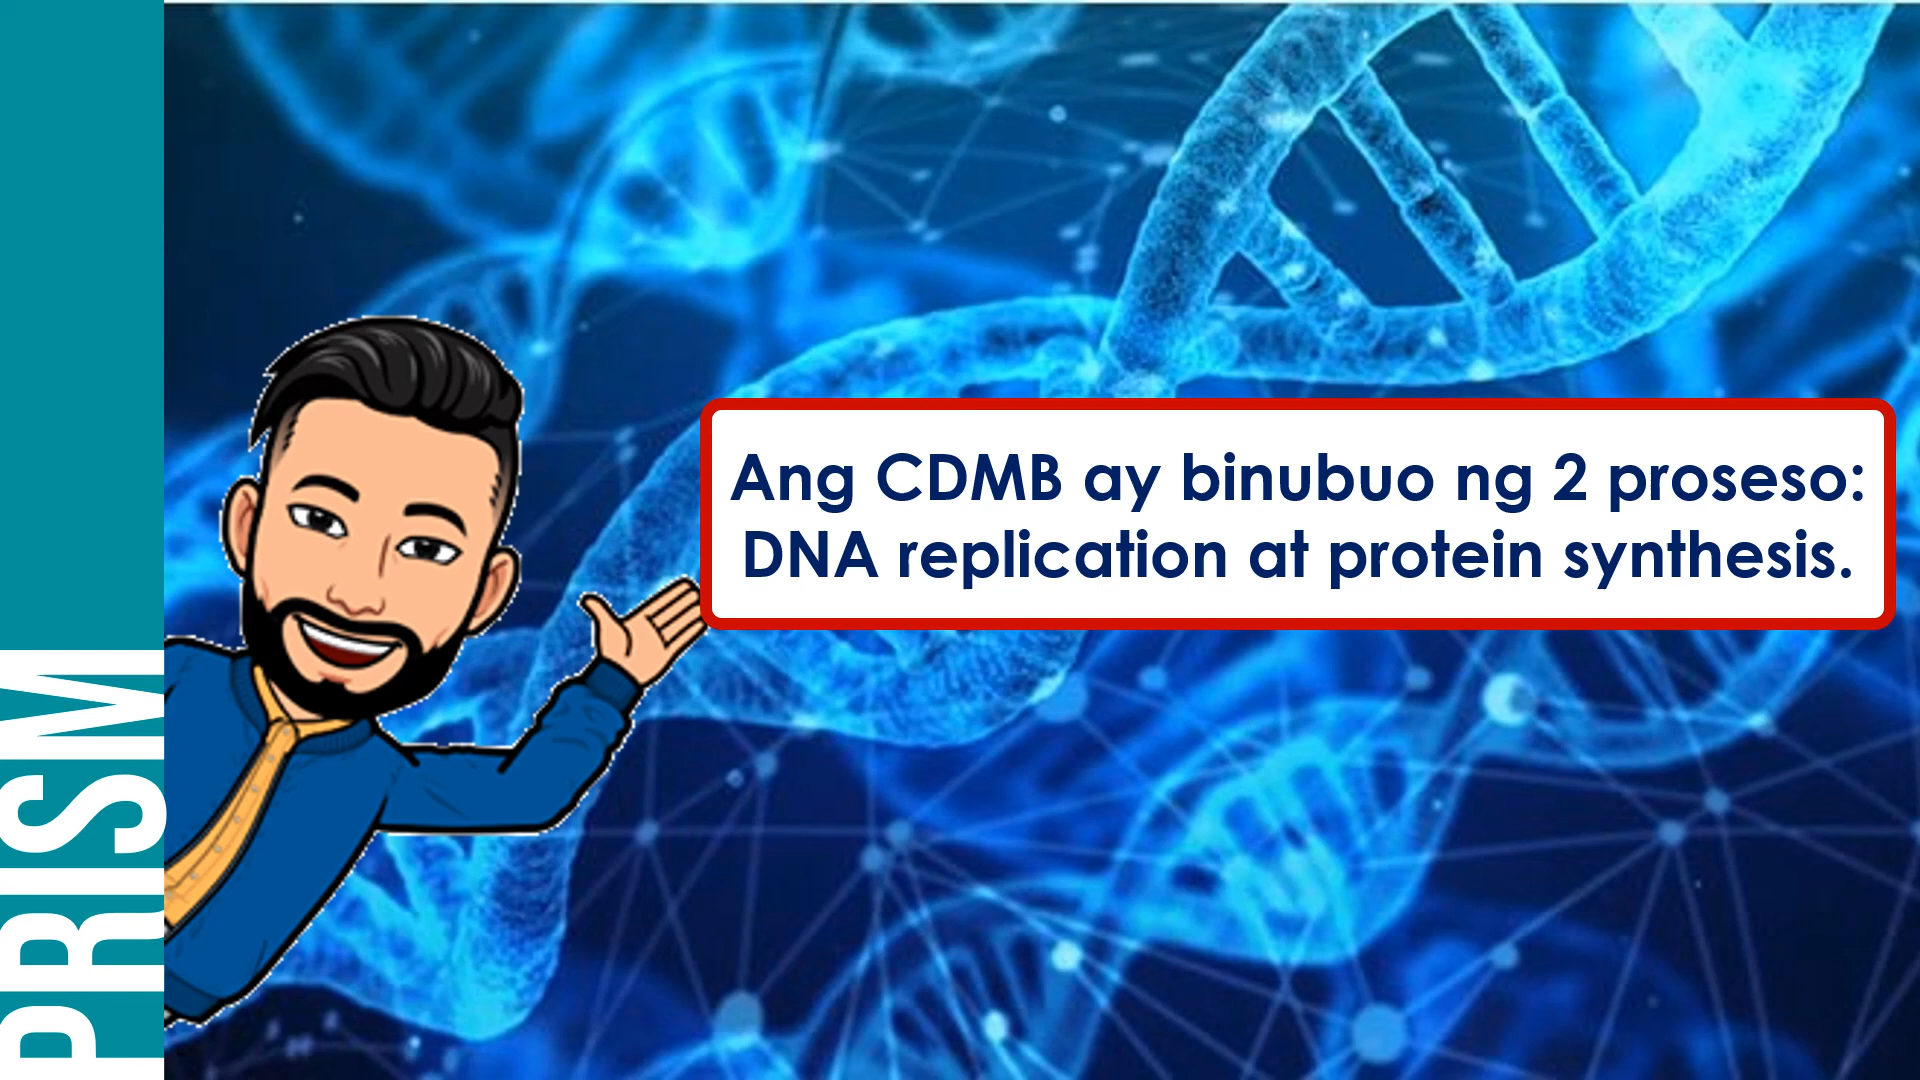 PRISM
Ang CDMB ay binubuo ng 2 proseso:
DNA replication at protein synthesis.